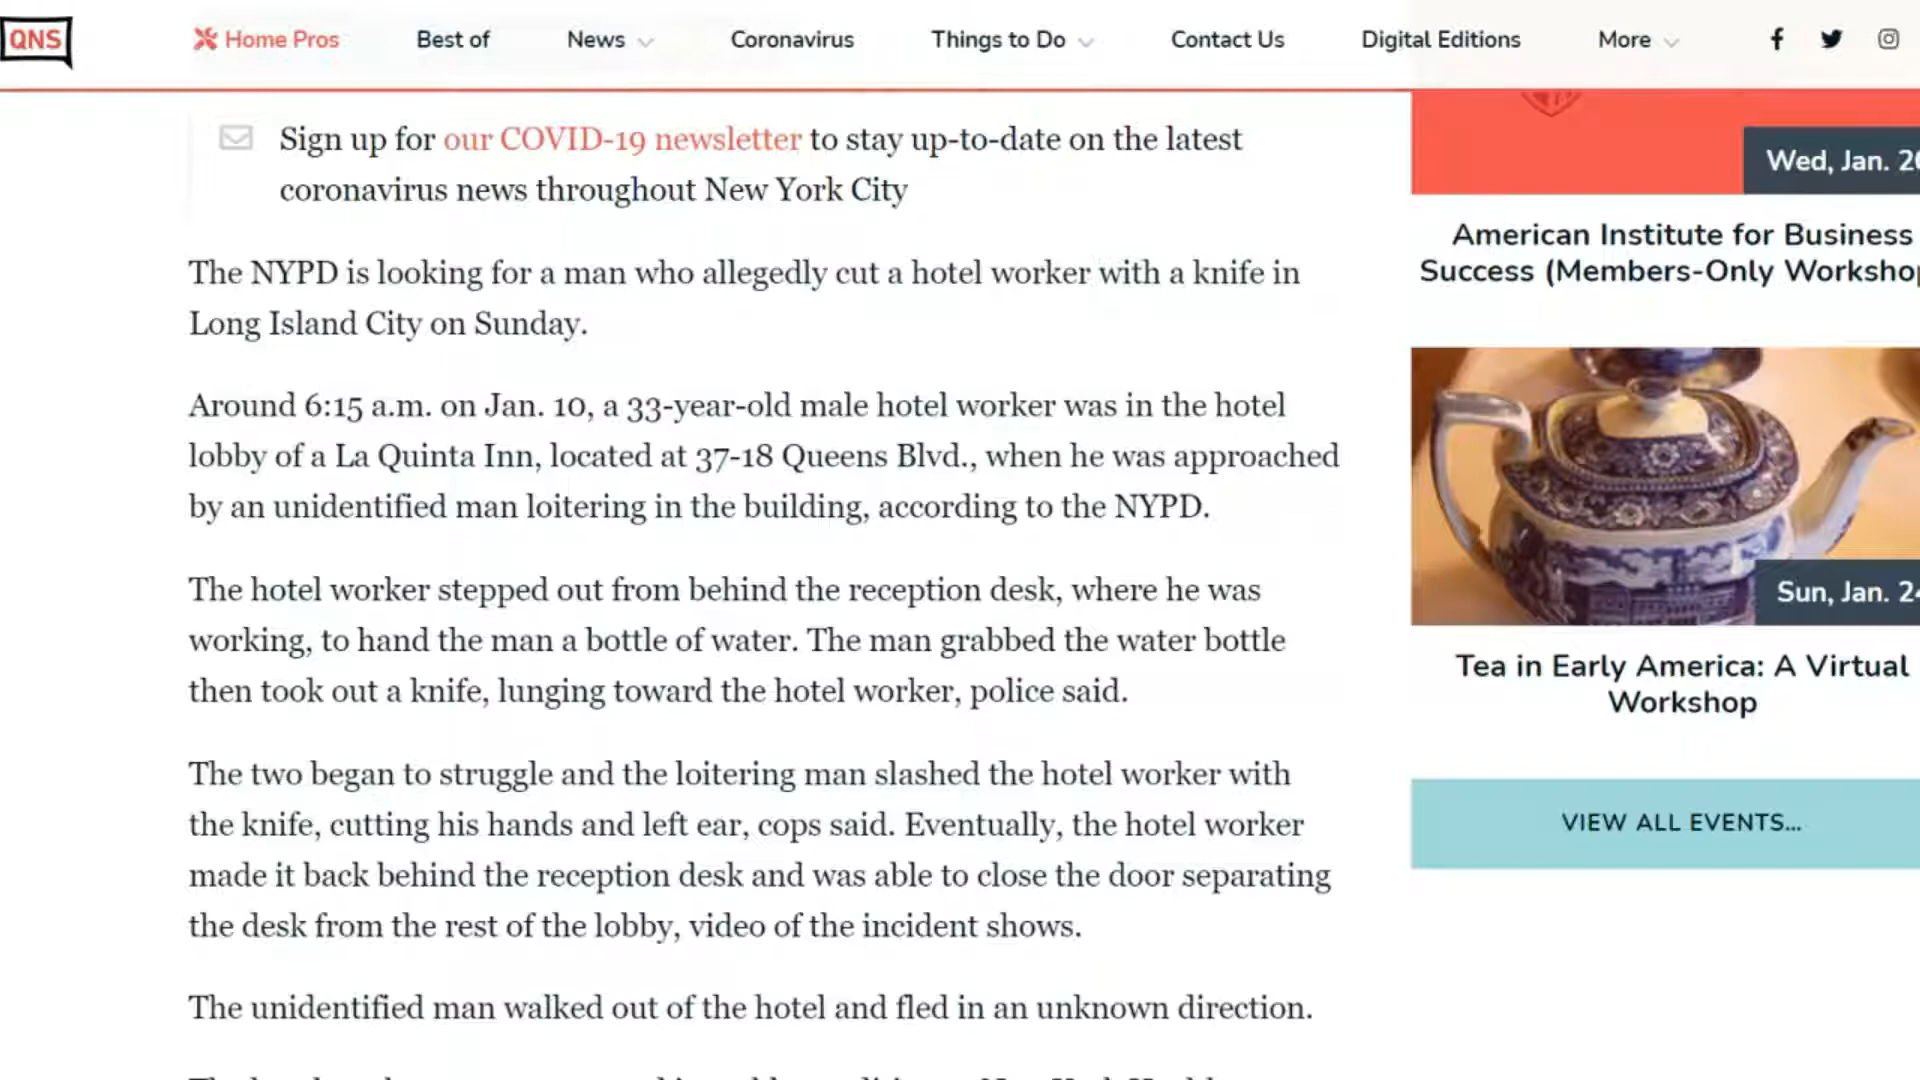 QNS
Home Pros
Best of
News
Coronavirus
Things to Do
Contact Us
Digital Editions
More
Sign up for our COVID-19 newsletter to stay up-to-date on the latest
coronavirus news throughout New York City
The NYPD is looking for a man who allegedly cut a hotel worker with a knife in
Long Island City on Sunday.
Around 6:15 a.m. on Jan. 10, a 33-year-old male hotel worker was in the hotel
lobby of a La Quinta Inn, located at 37-18 Queens Blvd., when he was approached
by an unidentified man loitering in the building, according to the NYPD.
The hotel worker stepped out from behind the reception desk, where he was
working, to hand the man a bottle of water. The man grabbed the water bottle
then took out a knife, lunging toward the hotel worker, police said.
The two began to struggle and the loitering man slashed the hotel worker with
the knife, cutting his hands and left ear, cops said. Eventually, the hotel worker
made it back behind the reception desk and was able to close the door separating
the desk from the rest of the lobby, video of the incident shows.
The unidentified man walked out of the hotel and fled in an unknown direction.
Wed, Jan.
American Institute for Business
Success (Members-Only
Sun, Jan.
Tea in Early America: A Virtual
Workshop
VIEW ALL EVENTS...